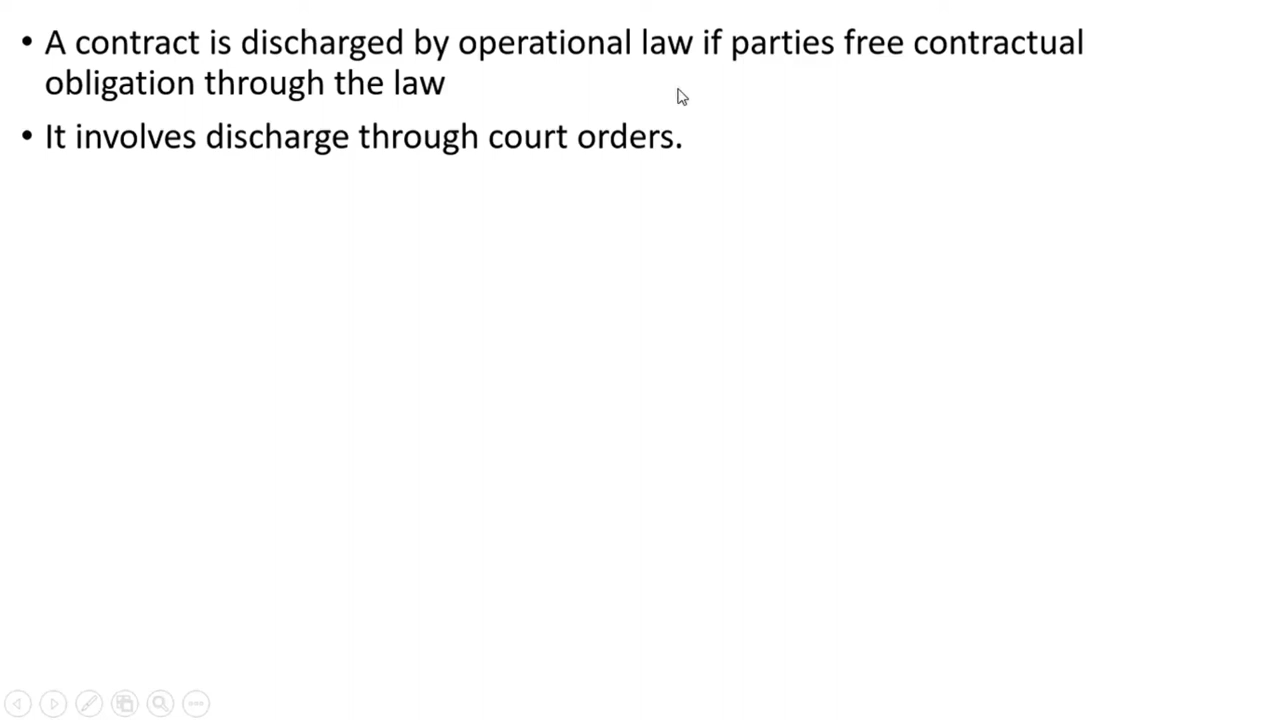 • A contract is discharged by operational law if parties free contractual
obligation through the law
• It involves discharge through court orders.